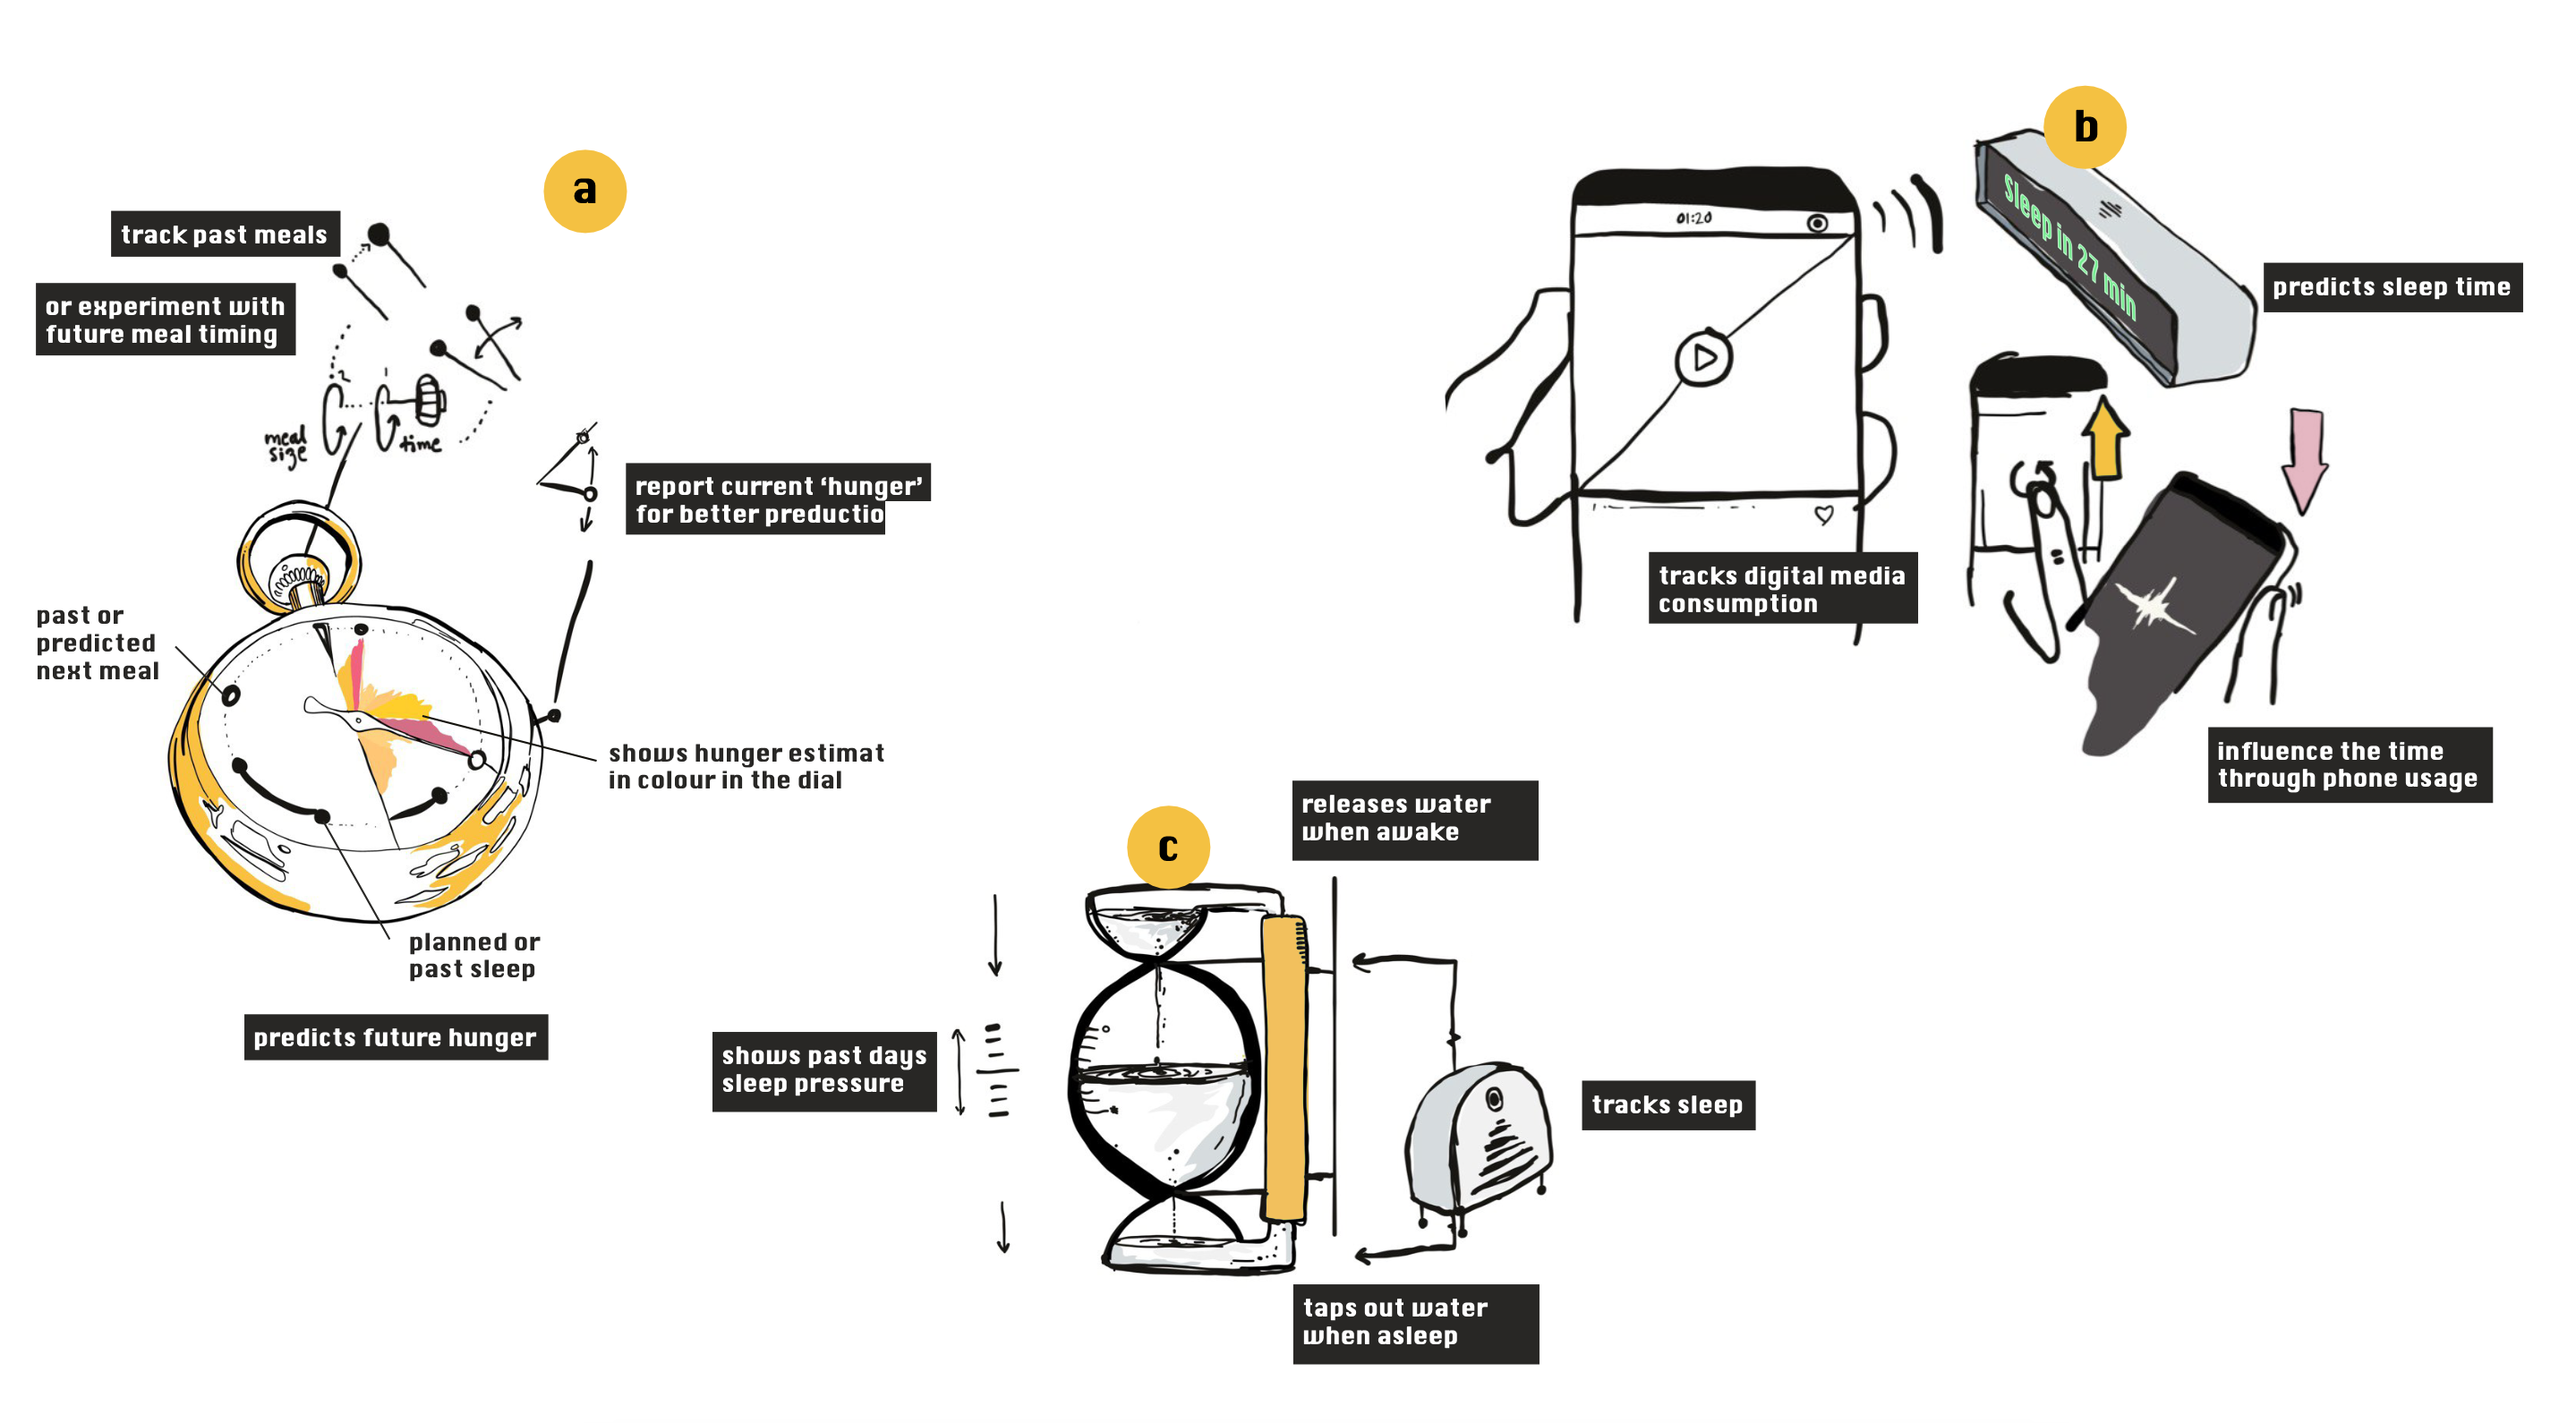 a
track past meals
or experiment with
future meal timing
2
1
meal
size
time
report current ‘hunger’
for better preductio
past or
predicted
next meal
shows hunger estimat
in colour in the dial
planned or
past sleep
predicts future hunger
b
01:20
Sleep in 27 min
predicts sleep time
tracks digital media
consumption
influence the time
through phone usage
c
releases water
when awake
shows past days
sleep pressure
tracks sleep
taps out water
when asleep